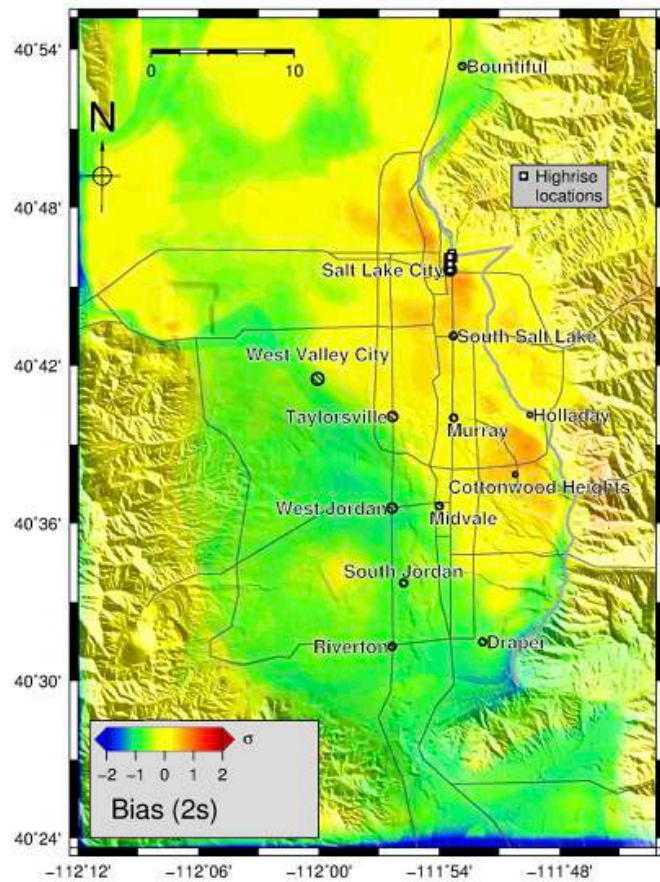 40°54'
40°48'
40°42'
40°36'
40°30'
40°24'
0 10
N
Bountiful
Highrise
locations
Salt Lake City
South Salt Lake
West Valley City
Taylorsville
Murray
Holladay
Cottonwood Heights
West Jordan
Midvale
South Jordan
Riverton
Draper
σ
−2 −1 0 1 2
Bias (2s)
−112°12' −112°06' −112°00' −111°54' −111°48'